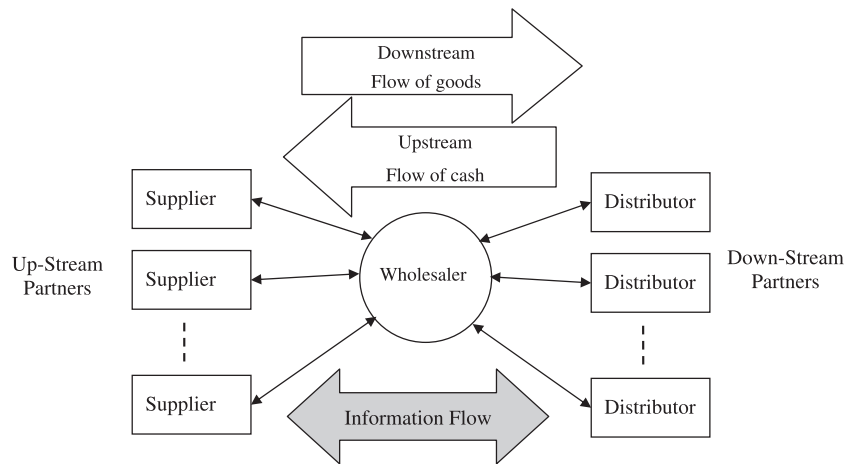 Downstream
Flow of goods
Upstream
Flow of cash
Supplier
Distributor
Up-Stream
Partners
Supplier
Wholesaler
Distributor
Down-Stream
Partners
Supplier
Information Flow
Distributor